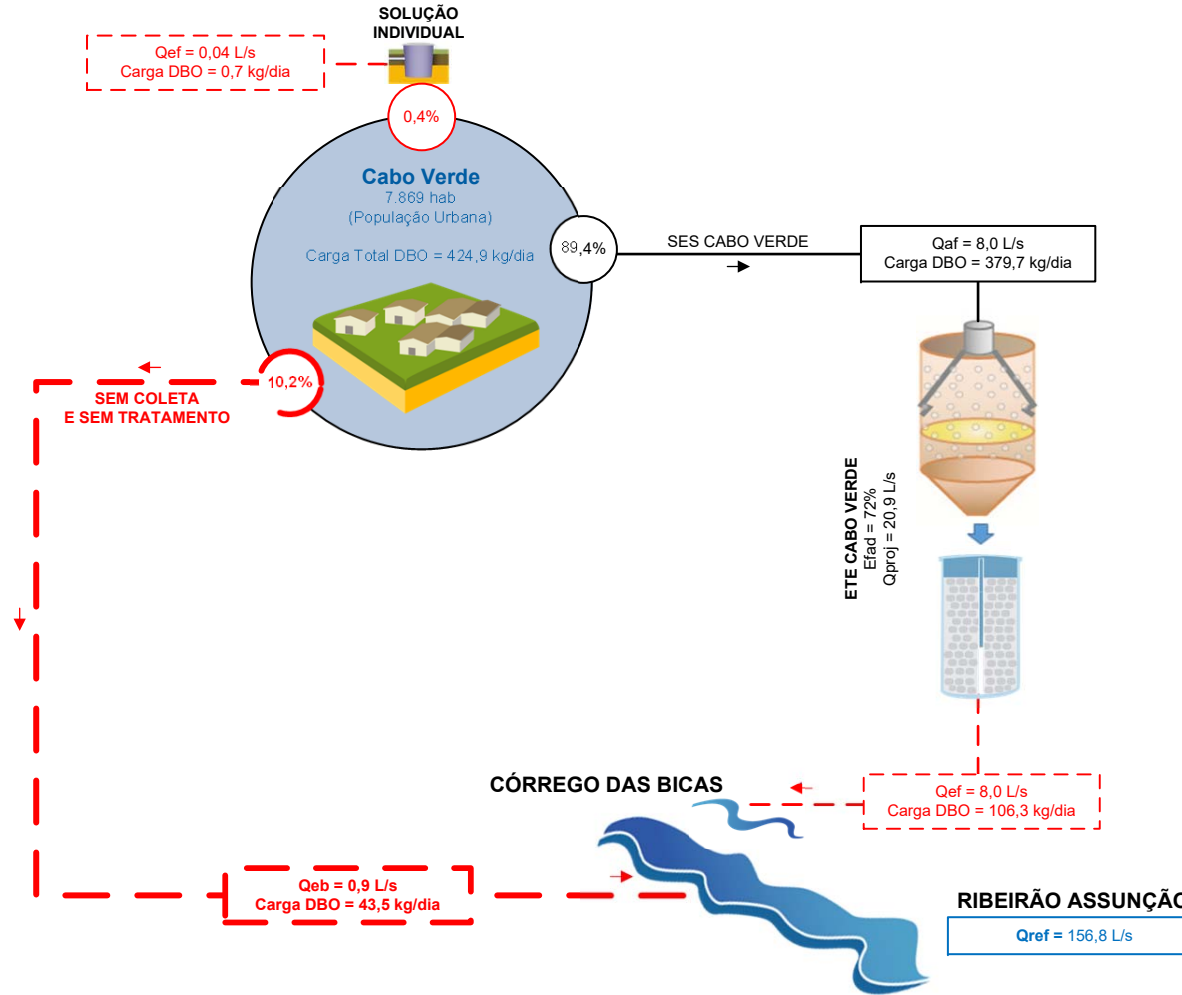 SOLUÇÃO
INDIVIDUAL
Qef = 0,04 L/s
Carga DBO = 0,7 kg/dia
0,4%
Cabo Verde
7.869 hab
(População Urbana)
Carga Total DBO = 424,9 kg/dia
89,4%
SES CABO VERDE
Qaf = 8,0 L/s
Carga DBO = 379,7 kg/dia
10,2%
SEM COLETA
E SEM TRATAMENTO
ETE CABO VERDE
Efad = 72%
Qproj = 20,9 L/s
CÓRREGO DAS BICAS
Qef = 8,0 L/s
Carga DBO = 106,3 kg/dia
Qeb = 0,9 L/s
Carga DBO = 43,5 kg/dia
RIBEIRÃO ASSUNÇÃO
Qref = 156,8 L/s